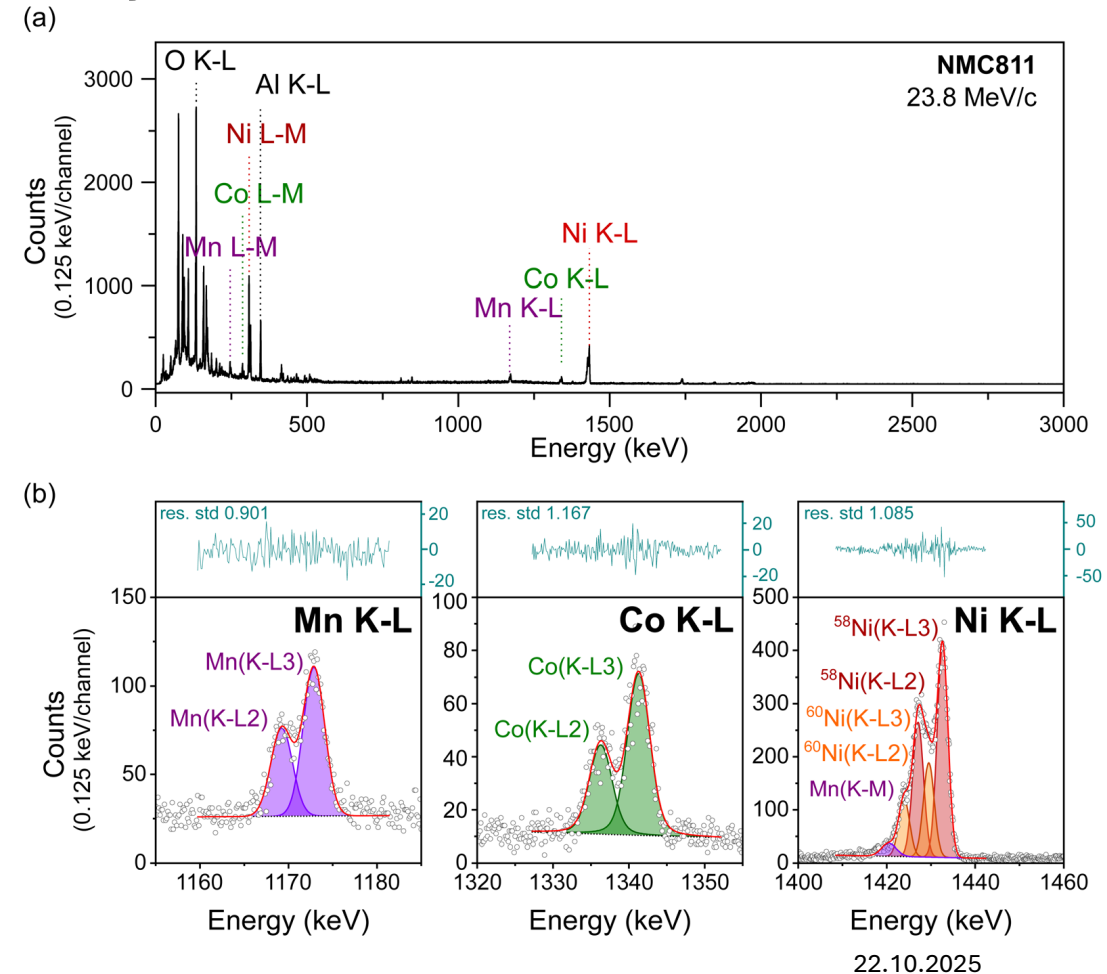 (a)
O K-L
Al K-L
Ni L-M
Co L-M
Mn L-M
Mn K-L
Co K-L
Ni K-L
NMC811
23.8 MeV/c
Counts
(0.125 keV/channel)
3000
2000
1000
0
0 500 1000 1500 2000 2500 3000
Energy (keV)
(b)
res. std 0.901
20
0
-20
Mn K-L
Mn(K-L3)
Mn(K-L2)
Counts
(0.125 keV/channel)
150
100
50
0
1160 1170 1180
Energy (keV)
res. std 1.167
20
0
-20
Co K-L
Co(K-L3)
Co(K-L2)
100
80
60
40
20
0
1320 1330 1340 1350
Energy (keV)
res. std 1.085
50
0
-50
Ni K-L
⁵⁸Ni(K-L3)
⁵⁸Ni(K-L2)
⁶⁰Ni(K-L3)
⁶⁰Ni(K-L2)
Mn(K-M)
500
400
300
200
100
0
1400 1420 1440 1460
Energy (keV)
22.10.2025